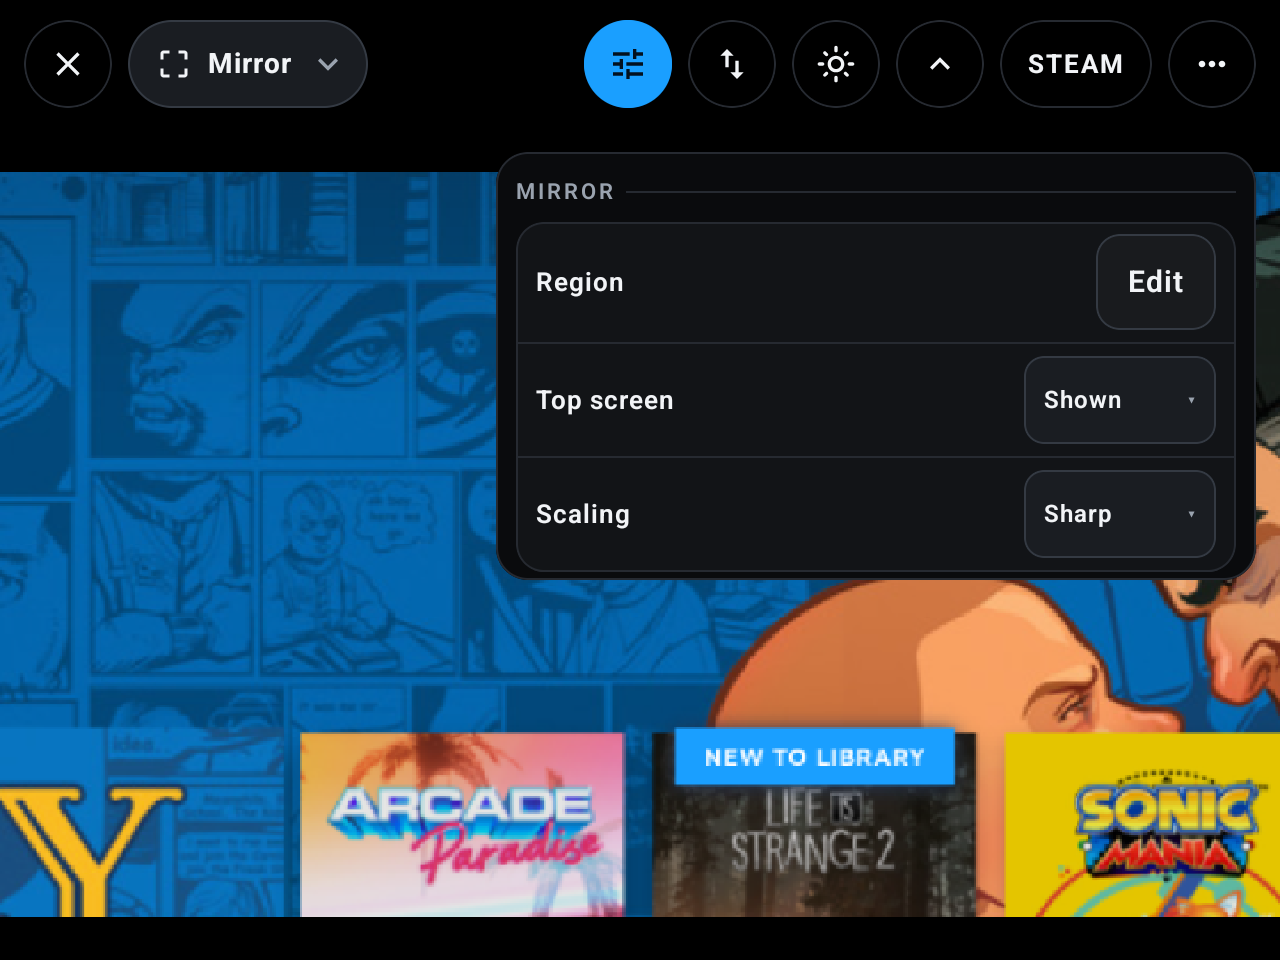 Mirror
STEAM
MIRROR
Region
Edit
Top screen
Shown
Scaling
Sharp
idea..
Y
ARCADE
Paradise
NEW TO LIBRARY
LIFE IS
STRANGE 2
SONIC
MANIA